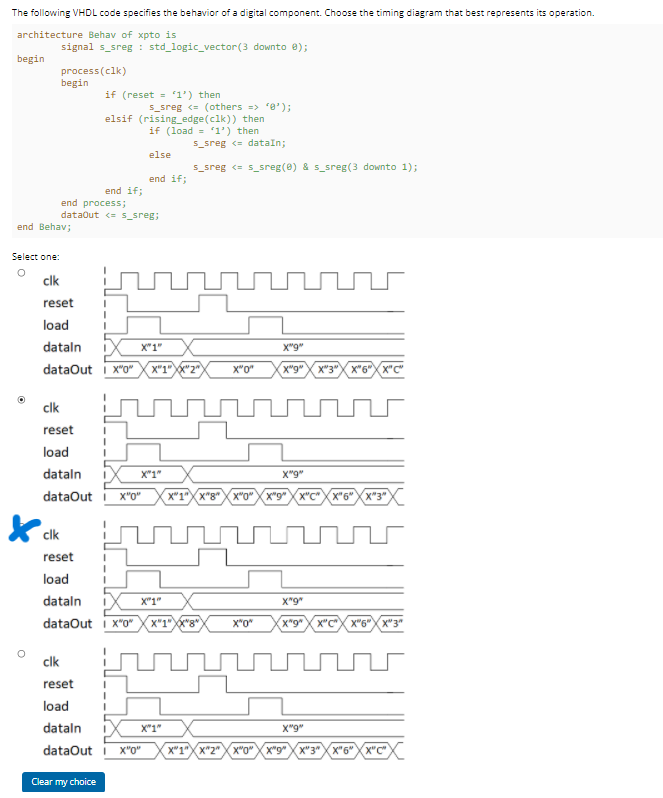 The following VHDL code specifies the behavior of a digital component. Choose the timing diagram that best represents its operation.
architecture Behav of xpto is
signal s_sreg : std_logic_vector(3 downto 0);
begin
process(clk)
begin
if (reset = ‘1’) then
s_sreg <= (others => ‘0’);
elsif (rising_edge(clk)) then
if (load = ‘1’) then
s_sreg <= dataIn;
else
s_sreg <= s_sreg(0) & s_sreg(3 downto 1);
end if;
end if;
end process;
dataOut <= s_sreg;
end Behav;
Select one:
clk
reset
load
dataIn X"1" X"9"
dataOut X"0" X"1" X"2" X"0" X"9" X"3" X"6" X"C"
clk
reset
load
dataIn X"1" X"9"
dataOut X"0" X"1" X"8" X"0" X"9" X"C" X"6" X"3"
clk
reset
load
dataIn X"1" X"9"
dataOut X"0" X"1" X"8" X"0" X"9" X"C" X"6" X"3"
clk
reset
load
dataIn X"1" X"9"
dataOut X"0" X"1" X"2" X"0" X"9" X"3" X"6" X"C"
Clear my choice